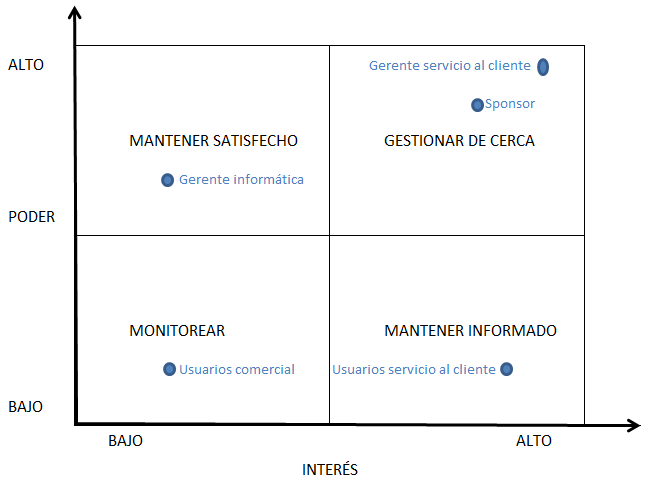 ALTO
Gerente servicio al cliente
Sponsor
MANTENER SATISFECHO
GESTIONAR DE CERCA
Gerente informática
PODER
MONITOREAR
MANTENER INFORMADO
Usuarios comercial
Usuarios servicio al cliente
BAJO
BAJO
ALTO
INTERÉS